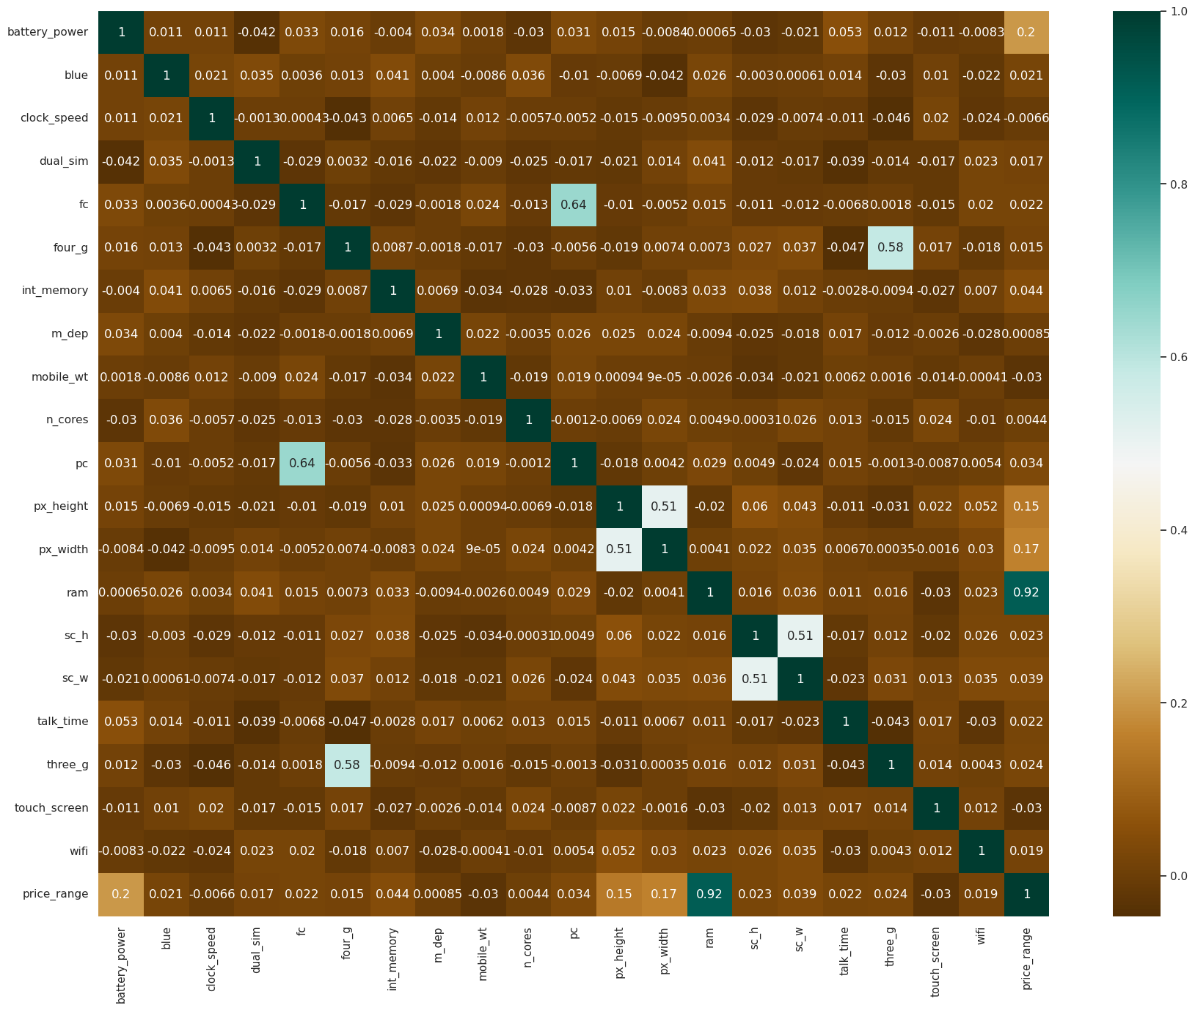 battery_power 1 0.011 0.011 -0.042 0.033 0.016 -0.004 0.034 0.0018 -0.03 0.031 0.015 -0.0084 0.00065 -0.03 -0.021 0.053 0.012 -0.011 -0.0083 0.2
blue 0.011 1 0.021 0.035 0.0036 0.013 0.041 0.004 -0.0086 0.036 -0.01 -0.0069 -0.042 0.026 -0.003 0.00061 0.014 -0.03 0.01 -0.022 0.021
clock_speed 0.011 0.021 1 -0.0013 -0.00043 -0.043 0.0065 -0.014 0.012 -0.0057 -0.0052 -0.015 -0.0095 0.0034 -0.029 -0.0074 -0.011 -0.046 0.02 -0.024 -0.0066
dual_sim -0.042 0.035 -0.0013 1 -0.029 0.0032 -0.016 -0.022 -0.009 -0.025 -0.017 -0.021 0.014 0.041 -0.012 -0.017 -0.039 -0.014 -0.017 0.023 0.017
fc 0.033 0.0036 -0.00043 -0.029 1 -0.017 -0.029 -0.0018 0.024 -0.013 0.64 -0.01 -0.0052 0.015 -0.011 -0.012 -0.0068 0.0018 -0.015 0.02 0.022
four_g 0.016 0.013 -0.043 0.0032 -0.017 1 0.0087 -0.0018 -0.017 -0.03 -0.0056 -0.019 0.0074 0.0073 0.027 0.037 -0.047 0.58 0.017 -0.018 0.015
int_memory -0.004 0.041 0.0065 -0.016 -0.029 0.0087 1 0.0069 -0.034 -0.028 -0.033 0.01 -0.0083 0.033 0.038 0.012 -0.0028 -0.0094 -0.027 0.007 0.044
m_dep 0.034 0.004 -0.014 -0.022 -0.0018 -0.0018 0.0069 1 0.022 -0.0035 0.026 0.025 0.024 -0.0094 -0.025 -0.018 0.017 -0.012 -0.0026 -0.028 0.00085
mobile_wt 0.0018 -0.0086 0.012 -0.009 0.024 -0.017 -0.034 0.022 1 -0.019 0.019 0.00094 9e-05 -0.0026 -0.034 -0.021 0.0062 0.0016 -0.014 -0.00041 -0.03
n_cores -0.03 0.036 -0.0057 -0.025 -0.013 -0.03 -0.028 -0.0035 -0.019 1 -0.0012 -0.0069 0.024 0.0049 -0.00031 0.026 0.013 -0.015 0.024 -0.01 0.0044
pc 0.031 -0.01 -0.0052 -0.017 0.64 -0.0056 -0.033 0.026 0.019 -0.0012 1 -0.018 0.0042 0.029 0.0049 -0.024 0.015 -0.0013 -0.0087 0.0054 0.034
px_height 0.015 -0.0069 -0.015 -0.021 -0.01 -0.019 0.01 0.025 0.00094 -0.0069 -0.018 1 0.51 -0.02 0.06 0.043 -0.011 -0.031 0.022 0.052 0.15
px_width -0.0084 -0.042 -0.0095 0.014 -0.0052 0.0074 -0.0083 0.024 9e-05 0.024 0.0042 0.51 1 0.0041 0.022 0.035 0.0067 0.00035 -0.0016 0.03 0.17
ram 0.00065 0.026 0.0034 0.041 0.015 0.0073 0.033 -0.0094 -0.0026 0.0049 0.029 -0.02 0.0041 1 0.016 0.036 0.011 0.016 -0.03 0.023 0.92
sc_h -0.03 -0.003 -0.029 -0.012 -0.011 0.027 0.038 -0.025 -0.034 -0.00031 0.0049 0.06 0.022 0.016 1 0.51 -0.017 0.012 -0.02 0.026 0.023
sc_w -0.021 0.00061 -0.0074 -0.017 -0.012 0.037 0.012 -0.018 -0.021 0.026 -0.024 0.043 0.035 0.036 0.51 1 -0.023 0.031 0.013 0.035 0.039
talk_time 0.053 0.014 -0.011 -0.039 -0.0068 -0.047 -0.0028 0.017 0.0062 0.013 0.015 -0.011 0.0067 0.011 -0.017 -0.023 1 -0.043 0.017 -0.03 0.022
three_g 0.012 -0.03 -0.046 -0.014 0.0018 0.58 -0.0094 -0.012 0.0016 -0.015 -0.0013 -0.031 0.00035 0.016 0.012 0.031 -0.043 1 0.014 0.0043 0.024
touch_screen -0.011 0.01 0.02 -0.017 -0.015 0.017 -0.027 -0.0026 -0.014 0.024 -0.0087 0.022 -0.0016 -0.03 -0.02 0.013 0.017 0.014 1 0.012 -0.03
wifi -0.0083 -0.022 -0.024 0.023 0.02 -0.018 0.007 -0.028 -0.00041 -0.01 0.0054 0.052 0.03 0.023 0.026 0.035 -0.03 0.0043 0.012 1 0.019
price_range 0.2 0.021 -0.0066 0.017 0.022 0.015 0.044 0.00085 -0.03 0.0044 0.034 0.15 0.17 0.92 0.023 0.039 0.022 0.024 -0.03 0.019 1
battery_power blue clock_speed dual_sim fc four_g int_memory m_dep mobile_wt n_cores pc px_height px_width ram sc_h sc_w talk_time three_g touch_screen wifi price_range
1.0
0.8
0.6
0.4
0.2
0.0